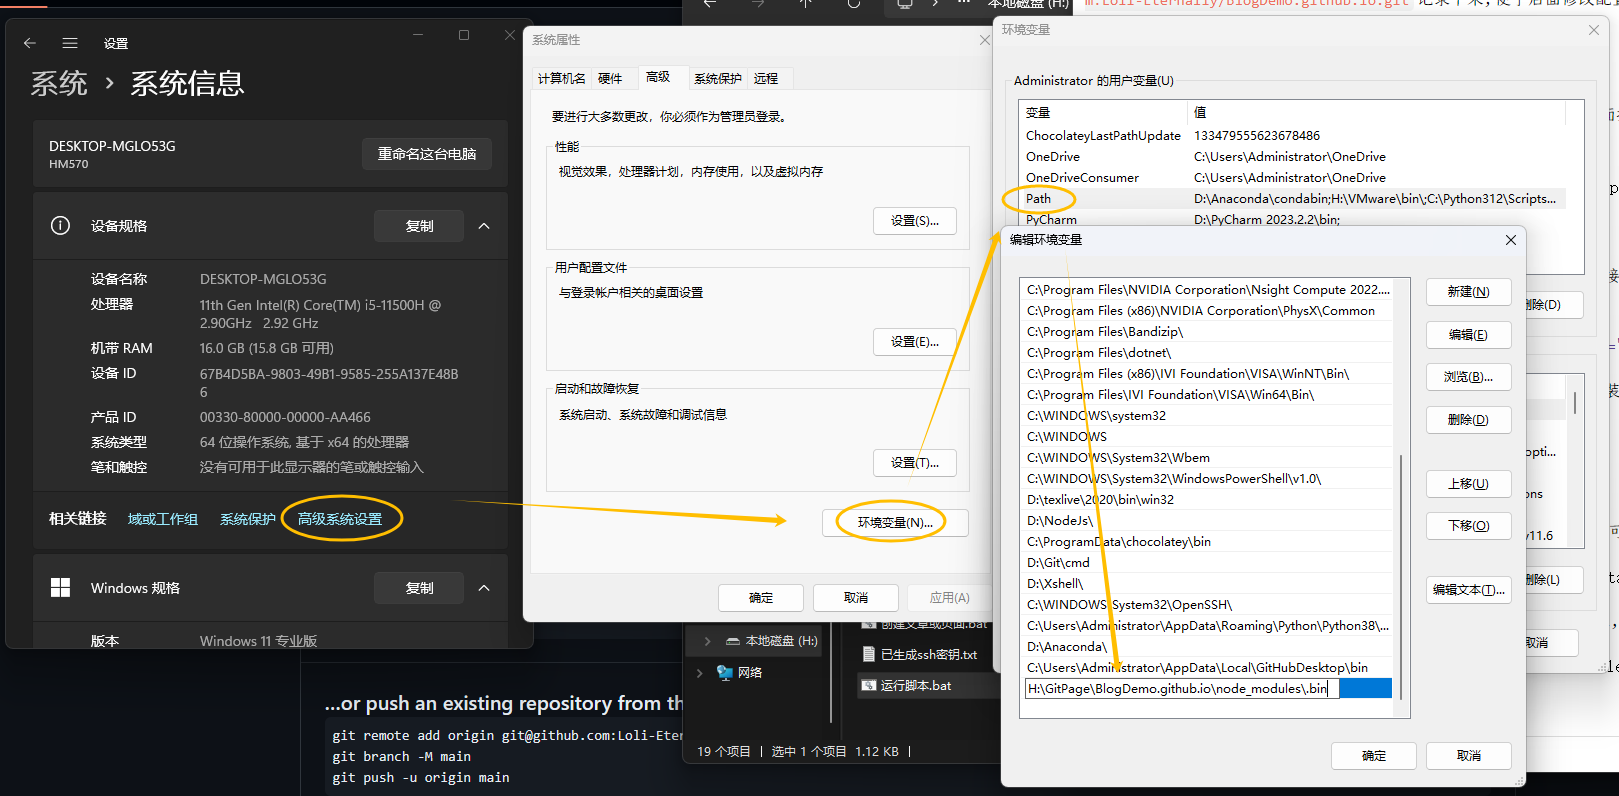 设置
系统 › 系统信息
DESKTOP-MGLO53G
HM570
重命名这台电脑
设备规格
复制
设备名称 DESKTOP-MGLO53G
处理器 11th Gen Intel(R) Core(TM) i5-11500H @
2.90GHz 2.92 GHz
机带 RAM 16.0 GB (15.8 GB 可用)
设备 ID 67B4D5BA-9803-49B1-9585-255A137E48B
6
产品 ID 00330-80000-00000-AA466
系统类型 64 位操作系统, 基于 x64 的处理器
笔和触控 没有可用于此显示器的笔或触控输入
相关链接 域或工作组 系统保护 高级系统设置
Windows 规格
复制
版本 Windows 11 专业版
...or push an existing repository from th
git remote add origin git@github.com:Loli-Eter
git branch -M main
git push -u origin main
系统属性
计算机名 硬件 高级 系统保护 远程
要进行大多数更改，你必须作为管理员登录。
性能
视觉效果，处理器计划，内存使用，以及虚拟内存
设置(S)...
用户配置文件
与登录帐户相关的桌面设置
设置(E)...
启动和故障恢复
系统启动、系统故障和调试信息
设置(T)...
环境变量(N)...
确定 取消 应用(A)
本地磁盘 (H:)
本地磁盘 (H:)
网络
创建文章或页面.bat
已生成ssh密钥.txt
运行脚本.bat
19 个项目 | 选中 1 个项目 1.12 KB |
m:Loli-Eternally/BlogDemo.github.io.git
环境变量
Administrator 的用户变量(U)
变量 值
ChocolateyLastPathUpdate 133479555623678486
OneDrive C:\Users\Administrator\OneDrive
OneDriveConsumer C:\Users\Administrator\OneDrive
Path D:\Anaconda\condabin;H:\VMware\bin\;C:\Python312\Scripts...
PyCharm D:\PyCharm 2023.2.2\bin;
编辑环境变量
C:\Program Files\NVIDIA Corporation\Nsight Compute 2022....
C:\Program Files (x86)\NVIDIA Corporation\PhysX\Common
C:\Program Files\Bandizip\
C:\Program Files\dotnet\
C:\Program Files (x86)\IVI Foundation\VISA\WinNT\Bin\
C:\Program Files\IVI Foundation\VISA\Win64\Bin\
C:\WINDOWS\system32
C:\WINDOWS
C:\WINDOWS\System32\Wbem
C:\WINDOWS\System32\WindowsPowerShell\v1.0\
D:\texlive\2020\bin\win32
D:\NodeJs\
C:\ProgramData\chocolatey\bin
D:\Git\cmd
D:\Xshell\
C:\WINDOWS\System32\OpenSSH\
C:\Users\Administrator\AppData\Roaming\Python\Python38\...
D:\Anaconda\
C:\Users\Administrator\AppData\Local\GitHubDesktop\bin
H:\GitPage\BlogDemo.github.io\node_modules\.bin
新建(N)
编辑(E)
浏览(B)...
删除(D)
上移(U)
下移(O)
编辑文本(T)...
确定 取消
删除(D)
删除(L)
取消